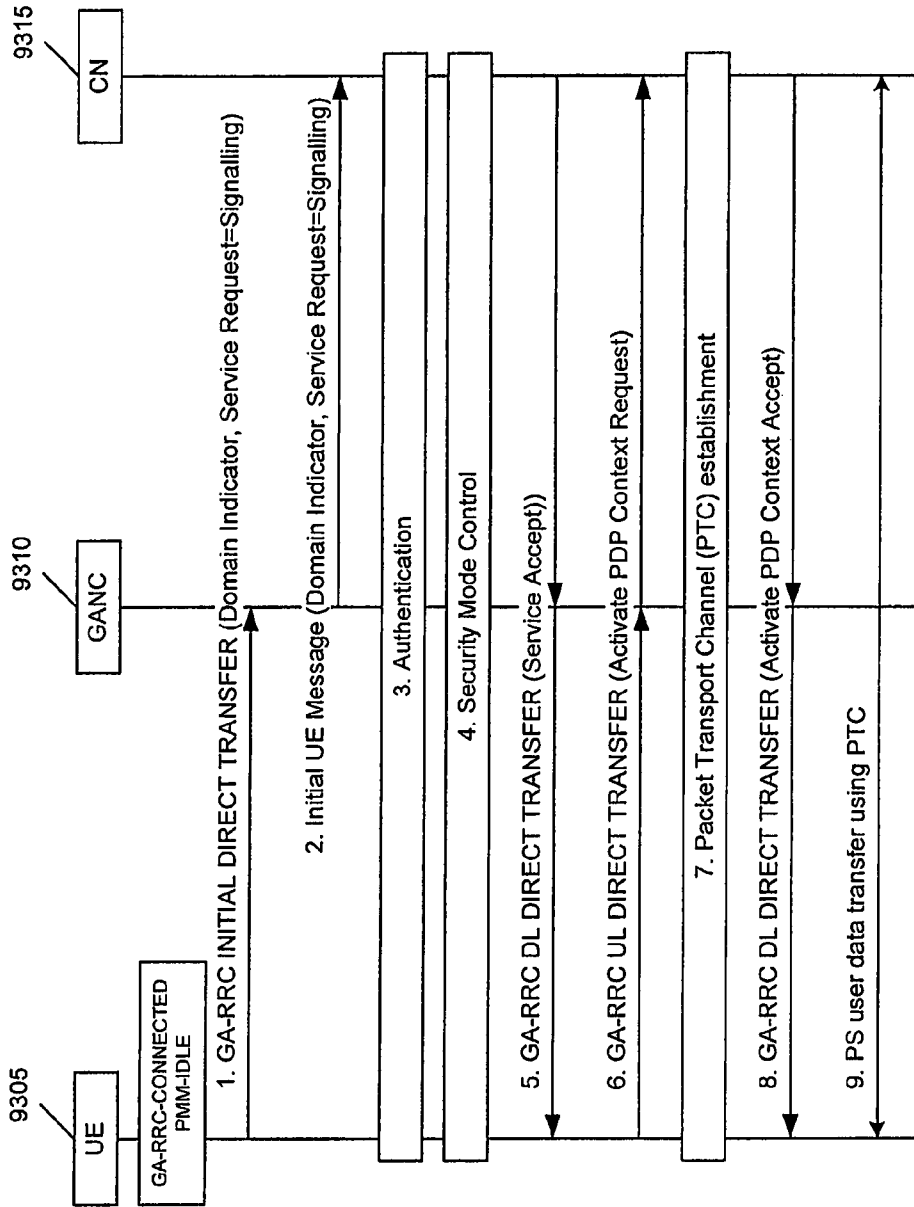 9305
9310
9315
UE
GANC
CN
GA-RRC-CONNECTED
PMM-IDLE
1. GA-RRC INITIAL DIRECT TRANSFER (Domain Indicator, Service Request=Signalling)
2. Initial UE Message (Domain Indicator, Service Request=Signalling)
3. Authentication
4. Security Mode Control
5. GA-RRC DL DIRECT TRANSFER (Service Accept))
6. GA-RRC UL DIRECT TRANSFER (Activate PDP Context Request)
7. Packet Transport Channel (PTC) establishment
8. GA-RRC DL DIRECT TRANSFER (Activate PDP Context Accept)
9. PS user data transfer using PTC